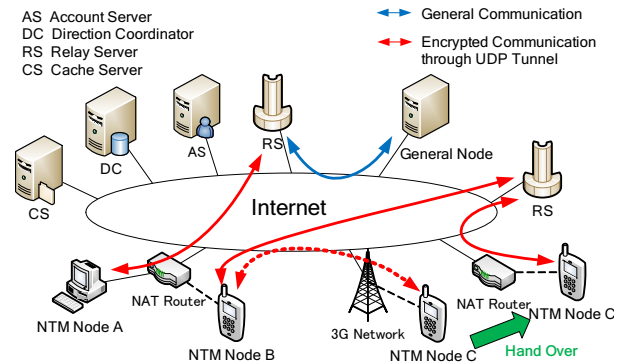 AS Account Server
DC Direction Coordinator
RS Relay Server
CS Cache Server
General Communication
Encrypted Communication
through UDP Tunnel
RS
General Node
AS
DC
CS
RS
Internet
NAT Router
NTM Node A
NTM Node B
3G Network
NTM Node C
NAT Router
NTM Node C
Hand Over